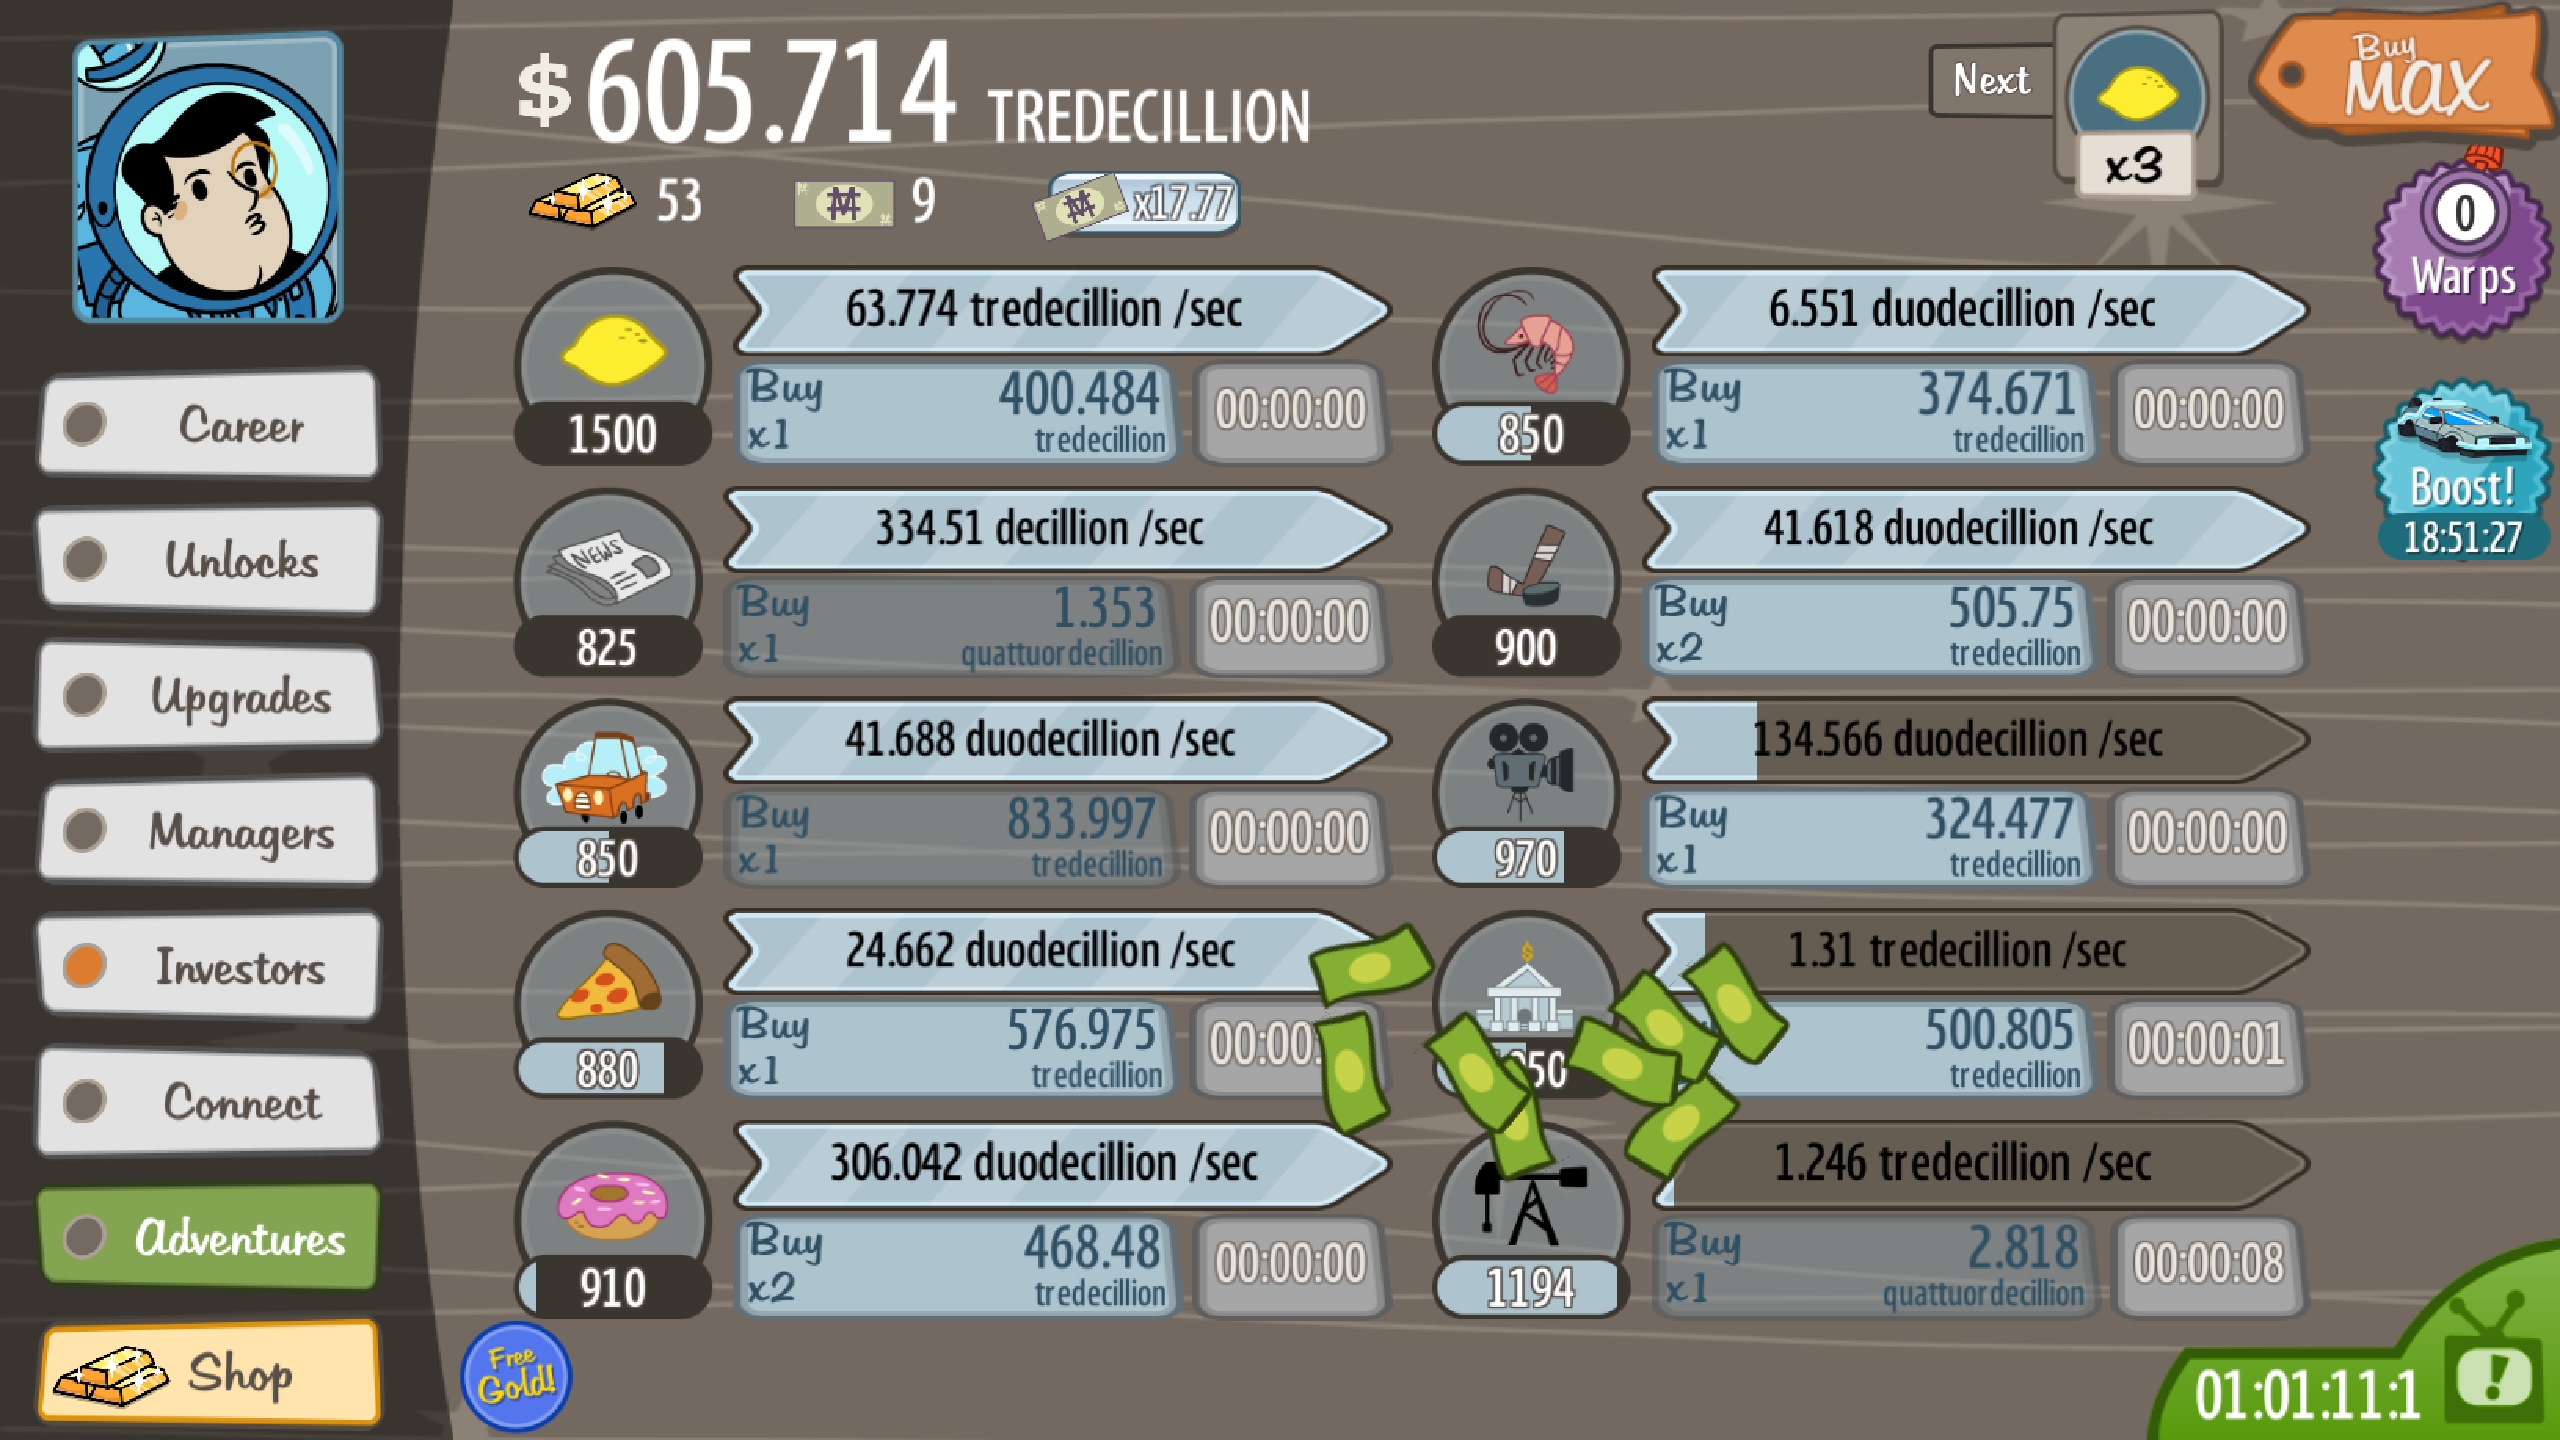 $605.714 TREDECILLION
53
9
x17.77
Next
x3
Buy
MAX
0
Warps
Boost!
18:51:27
Career
Unlocks
Upgrades
Managers
Investors
Connect
Adventures
Shop
63.774 tredecillion /sec
1500
Buy
x1
400.484
tredecillion
00:00:00
6.551 duodecillion /sec
850
Buy
x1
374.671
tredecillion
00:00:00
NEWS
334.51 decillion /sec
825
Buy
x1
1.353
quattuordecillion
00:00:00
41.618 duodecillion /sec
900
Buy
x2
505.75
tredecillion
00:00:00
41.688 duodecillion /sec
850
Buy
x1
833.997
tredecillion
00:00:00
134.566 duodecillion /sec
970
Buy
x1
324.477
tredecillion
00:00:00
24.662 duodecillion /sec
880
Buy
x1
576.975
tredecillion
00:00
1.31 tredecillion /sec
50
500.805
tredecillion
00:00:01
306.042 duodecillion /sec
910
Buy
x2
468.48
tredecillion
00:00:00
1.246 tredecillion /sec
1194
Buy
x1
2.818
quattuordecillion
00:00:08
Free
Gold!
01:01:11:1